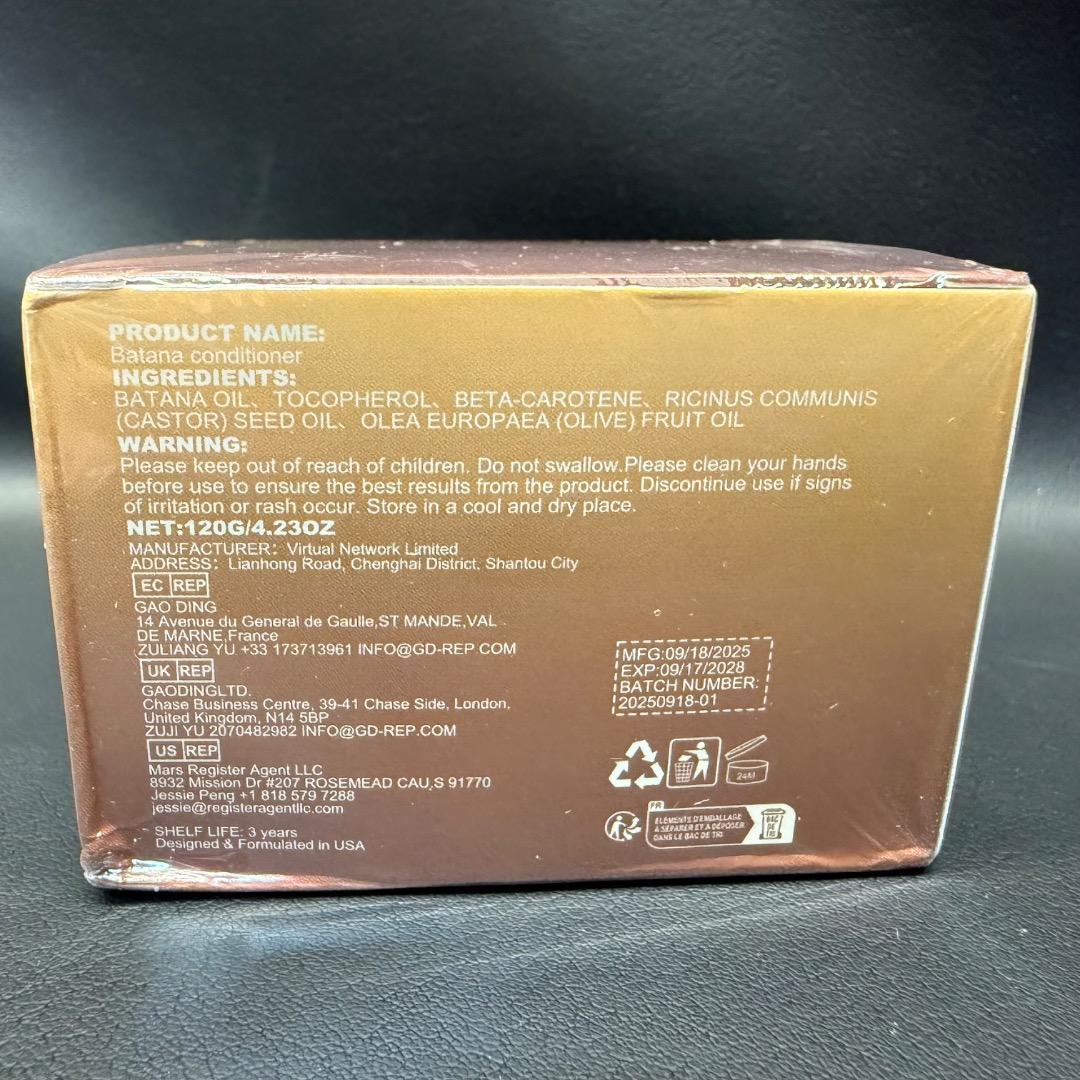 PRODUCT NAME:
Batana conditioner
INGREDIENTS:
BATANA OIL、TOCOPHEROL、BETA-CAROTENE、RICINUS COMMUNIS
(CASTOR) SEED OIL、OLEA EUROPAEA (OLIVE) FRUIT OIL
WARNING:
Please keep out of reach of children. Do not swallow.Please clean your hands
before use to ensure the best results from the product. Discontinue use if signs
of irritation or rash occur. Store in a cool and dry place.
NET:120G/4.23OZ
MANUFACTURER: Virtual Network Limited
ADDRESS: Lianhong Road, Chenghai District, Shantou City
EC REP
GAO DING
14 Avenue du General de Gaulle,ST MANDE,VAL
DE MARNE,France
ZULIANG YU +33 173713961 INFO@GD-REP.COM
UK REP
GAODINGLTD.
Chase Business Centre, 39-41 Chase Side, London,
United Kingdom, N14 5BP
ZUJI YU 2070482982 INFO@GD-REP.COM
US REP
Mars Register Agent LLC
8932 Mission Dr #207 ROSEMEAD CAU,S 91770
Jessie Peng +1 818 579 7288
jessie@registeragentllc.com
SHELF LIFE: 3 years
Designed & Formulated in USA
MFG:09/18/2025
EXP:09/17/2028
BATCH NUMBER:
20250918-01
24M
FR
ÉLÉMENTS D'EMBALLAGE
À SÉPARER ET À DÉPOSER
DANS LE BAC DE TRI
BAC
DE
TRI